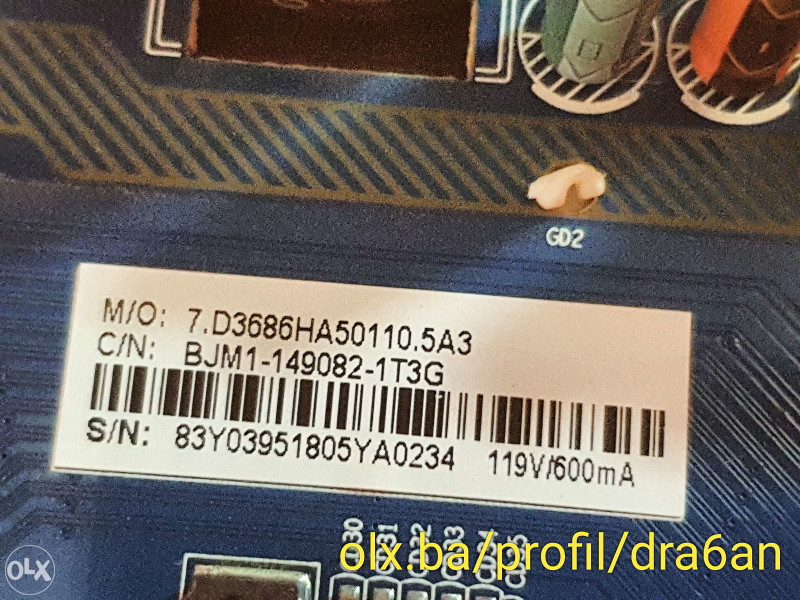 GD2
M/O: 7.D3686HA50110.5A3
C/N: BJM1-149082-1T3G
S/N: 83Y03951805YA0234 119V/600mA
olx.ba/profil/dra6an
OLX